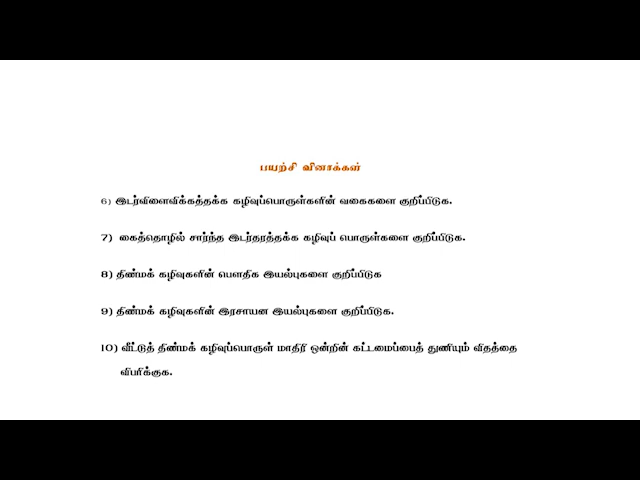 பயற்சி வினாக்கள்
6) இடர்விளைவிக்கத்தக்க கழிவுப்பொருள்களின் வகைகளை குறிப்பிடுக.
7) கைத்தொழில் சார்ந்த இடர்தரத்தக்க கழிவுப் பொருள்களை குறிப்பிடுக.
8) திண்மக் கழிவுகளின் பௌதிக இயல்புகளை குறிப்பிடுக
9) திண்மக் கழிவுகளின் இரசாயன இயல்புகளை குறிப்பிடுக.
10) வீட்டுத் திண்மக் கழிவுப்பொருள் மாதிரி ஒன்றின் கட்டமைப்பைத் துணியும் விதத்தை
விபரிக்குக.